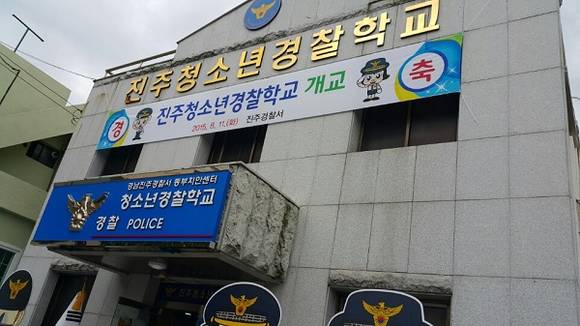 진주청소년경찰학교
경 진주청소년경찰학교 개교 축
2015. 8. 11.(화) 진주경찰서
경남진주경찰서 동부치안센터
청소년경찰학교
경찰 POLICE